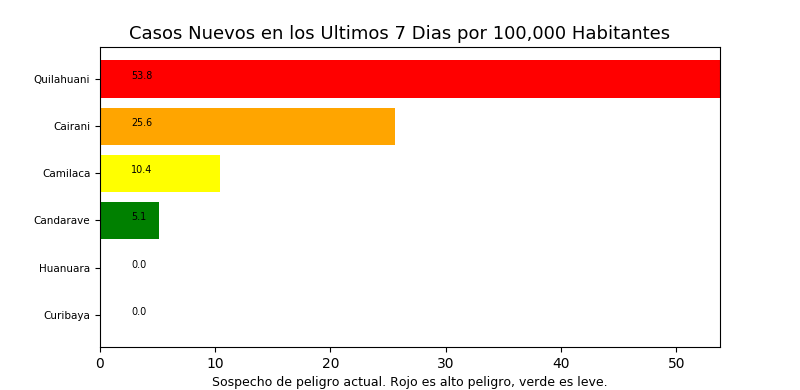 Casos Nuevos en los Ultimos 7 Dias por 100,000 Habitantes
Quilahuani 53.8
Cairani 25.6
Camilaca 10.4
Candarave 5.1
Huanuara 0.0
Curibaya 0.0
0 10 20 30 40 50
Sospecho de peligro actual. Rojo es alto peligro, verde es leve.